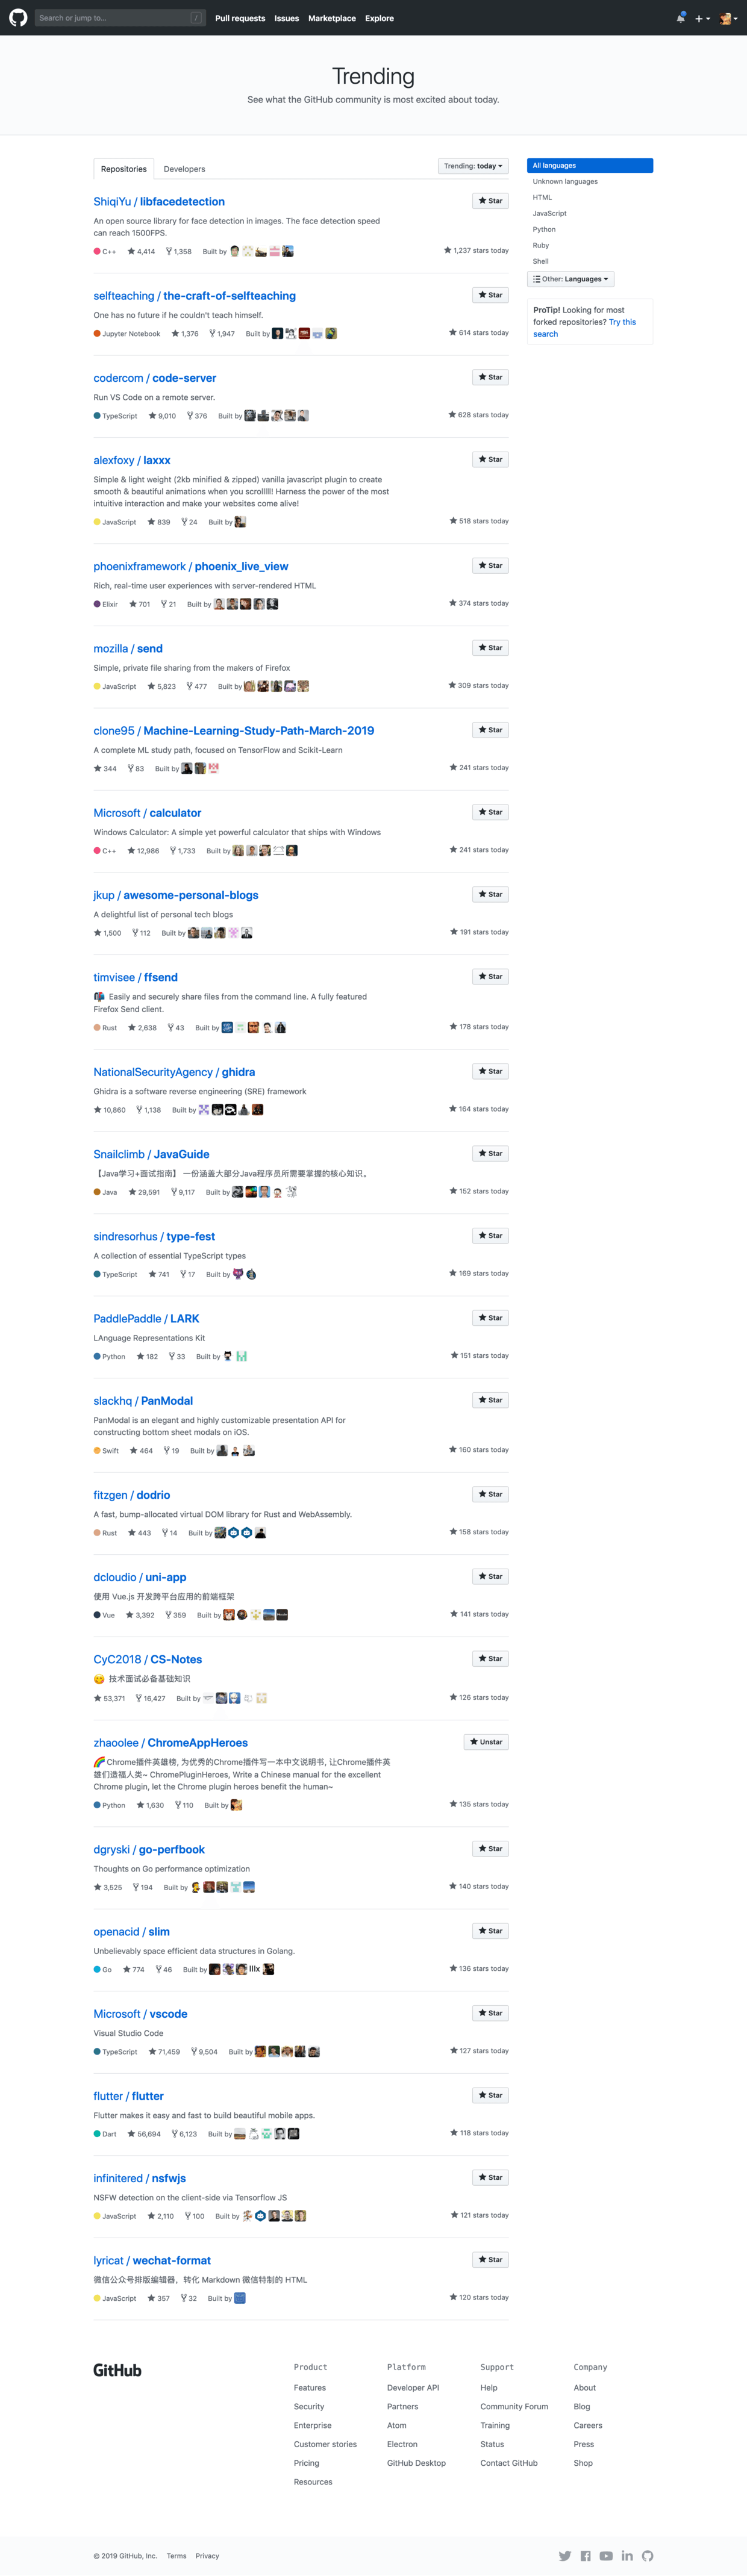 Search or jump to... /
Pull requests Issues Marketplace Explore
Trending
See what the GitHub community is most excited about today.
Repositories Developers Trending: today
ShiqiYu / libfacedetection Star
An open source library for face detection in images. The face detection speed
can reach 1500FPS.
C++ 4,414 1,358 Built by 1,237 stars today
selfteaching / the-craft-of-selfteaching Star
One has no future if he couldn't teach himself.
Jupyter Notebook 1,376 1,947 Built by 614 stars today
codercom / code-server Star
Run VS Code on a remote server.
TypeScript 9,010 376 Built by 628 stars today
alexfoxy / laxxx Star
Simple & light weight (2kb minified & zipped) vanilla javascript plugin to create
smooth & beautiful animations when you scrolllll! Harness the power of the most
intuitive interaction and make your websites come alive!
JavaScript 839 24 Built by 518 stars today
phoenixframework / phoenix_live_view Star
Rich, real-time user experiences with server-rendered HTML
Elixir 701 21 Built by 374 stars today
mozilla / send Star
Simple, private file sharing from the makers of Firefox
JavaScript 5,823 477 Built by 309 stars today
clone95 / Machine-Learning-Study-Path-March-2019 Star
A complete ML study path, focused on TensorFlow and Scikit-Learn
344 83 Built by 241 stars today
Microsoft / calculator Star
Windows Calculator: A simple yet powerful calculator that ships with Windows
C++ 12,986 1,733 Built by 241 stars today
jkup / awesome-personal-blogs Star
A delightful list of personal tech blogs
1,500 112 Built by 191 stars today
timvisee / ffsend Star
Easily and securely share files from the command line. A fully featured
Firefox Send client.
Rust 2,638 43 Built by 178 stars today
NationalSecurityAgency / ghidra Star
Ghidra is a software reverse engineering (SRE) framework
10,860 1,138 Built by 164 stars today
Snailclimb / JavaGuide Star
【Java学习+面试指南】 一份涵盖大部分Java程序员所需要掌握的核心知识。
Java 29,591 9,117 Built by 152 stars today
sindresorhus / type-fest Star
A collection of essential TypeScript types
TypeScript 741 17 Built by 169 stars today
PaddlePaddle / LARK Star
LAnguage Representations Kit
Python 182 33 Built by 151 stars today
slackhq / PanModal Star
PanModal is an elegant and highly customizable presentation API for
constructing bottom sheet modals on iOS.
Swift 464 19 Built by 160 stars today
fitzgen / dodrio Star
A fast, bump-allocated virtual DOM library for Rust and WebAssembly.
Rust 443 14 Built by 158 stars today
dcloudio / uni-app Star
使用 Vue.js 开发跨平台应用的前端框架
Vue 3,392 359 Built by 141 stars today
CyC2018 / CS-Notes Star
😋 技术面试必备基础知识
53,371 16,427 Built by 126 stars today
zhaoolee / ChromeAppHeroes Unstar
🌈Chrome插件英雄榜, 为优秀的Chrome插件写一本中文说明书, 让Chrome插件英
雄们造福人类~ ChromePluginHeroes, Write a Chinese manual for the excellent
Chrome plugin, let the Chrome plugin heroes benefit the human~
Python 1,630 110 Built by 135 stars today
dgryski / go-perfbook Star
Thoughts on Go performance optimization
3,525 194 Built by 140 stars today
openacid / slim Star
Unbelievably space efficient data structures in Golang.
Go 774 46 Built by lllx 136 stars today
Microsoft / vscode Star
Visual Studio Code
TypeScript 71,459 9,504 Built by 127 stars today
flutter / flutter Star
Flutter makes it easy and fast to build beautiful mobile apps.
Dart 56,694 6,123 Built by 118 stars today
infinitered / nsfwjs Star
NSFW detection on the client-side via Tensorflow JS
JavaScript 2,110 100 Built by 121 stars today
lyricat / wechat-format Star
微信公众号排版编辑器，转化 Markdown 微信特制的 HTML
JavaScript 357 32 Built by 120 stars today
All languages
Unknown languages
HTML
JavaScript
Python
Ruby
Shell
Other: Languages
ProTip! Looking for most
forked repositories? Try this
search
GitHub
Product
Features
Security
Enterprise
Customer stories
Pricing
Resources
Platform
Developer API
Partners
Atom
Electron
GitHub Desktop
Support
Help
Community Forum
Training
Status
Contact GitHub
Company
About
Blog
Careers
Press
Shop
© 2019 GitHub, Inc. Terms Privacy